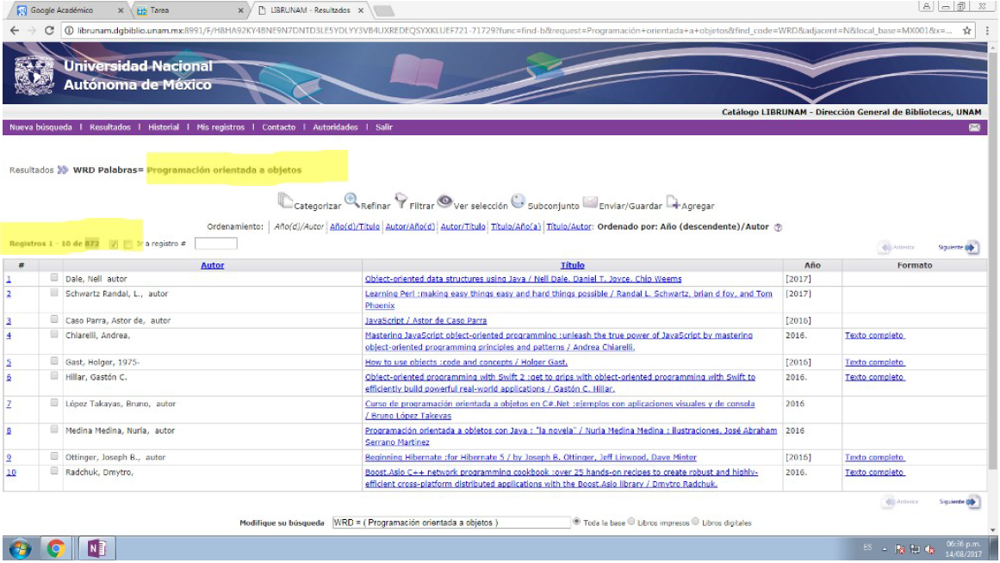 Google Académico
Tarea
LIBRUNAM - Resultados
librunam.dgbiblio.unam.mx:8991/F/H8HA92KY4BNE9N7DNTD3LE5YDLYY3VB4UXREDEQSYXKLUEF721-71729?func=find-b&request=Programación+orientada+a+objetos&find_code=WRD&adjacent=N&local_base=MX001&x=...
Universidad Nacional
Autónoma de México
Catálogo LIBRUNAM - Dirección General de Bibliotecas, UNAM
Nueva búsqueda | Resultados | Historial | Mis registros | Contacto | Autoridades | Salir
Resultados WRD Palabras= Programación orientada a objetos
Categorizar Refinar Filtrar Ver selección Subconjunto Enviar/Guardar Agregar
Ordenamiento: | Año(d)/Autor | Año(d)/Título | Autor/Año(d) | Autor/Título | Título/Año(a) | Título/Autor: Ordenado por: Año (descendente)/Autor
Registros 1 - 10 de 872 Ir a registro # Anterior Siguiente
# Autor Título Año Formato
1 Dale, Nell autor Object-oriented data structures using Java / Nell Dale, Daniel T. Joyce, Chip Weems [2017]
2 Schwartz Randal, L., autor Learning Perl :making easy things easy and hard things possible / Randal L. Schwartz, brian d foy, and Tom [2017]
Phoenix
3 Caso Parra, Astor de, autor JavaScript / Astor de Caso Parra [2016]
4 Chiarelli, Andrea, Mastering JavaScript object-oriented programming :unleash the true power of JavaScript by mastering 2016. Texto completo
object-oriented programming principles and patterns / Andrea Chiarelli.
5 Gast, Holger, 1975- How to use objects :code and concepts / Holger Gast. [2016] Texto completo
6 Hillar, Gastón C. Object-oriented programming with Swift 2 :get to grips with object-oriented programming with Swift to 2016. Texto completo
efficiently build powerful real-world applications / Gastón C. Hillar.
7 López Takayas, Bruno, autor Curso de programación orientada a objetos en C# .Net :ejemplos con aplicaciones visuales y de consola 2016
/ Bruno López Takeyas
8 Medina Medina, Nuria, autor Programación orientada a objetos con Java : "la novela" / Nuria Medina Medina ; ilustraciones, José Abraham 2016
Serrano Martínez
9 Ottinger, Joseph B., autor Beginning Hibernate :for Hibernate 5 / by Joseph B. Ottinger, Jeff Linwood, Dave Minter [2016] Texto completo
10 Radchuk, Dmytro, Boost.Asio C++ network programming cookbook :over 25 hands-on recipes to create robust and highly- 2016. Texto completo
efficient cross-platform distributed applications with the Boost.Asio library / Dmytro Radchuk.
Anterior Siguiente
Modifique su búsqueda WRD = ( Programación orientada a objetos ) Toda la base Libros impresos Libros digitales
ES 06:36 p.m.
14/08/2017